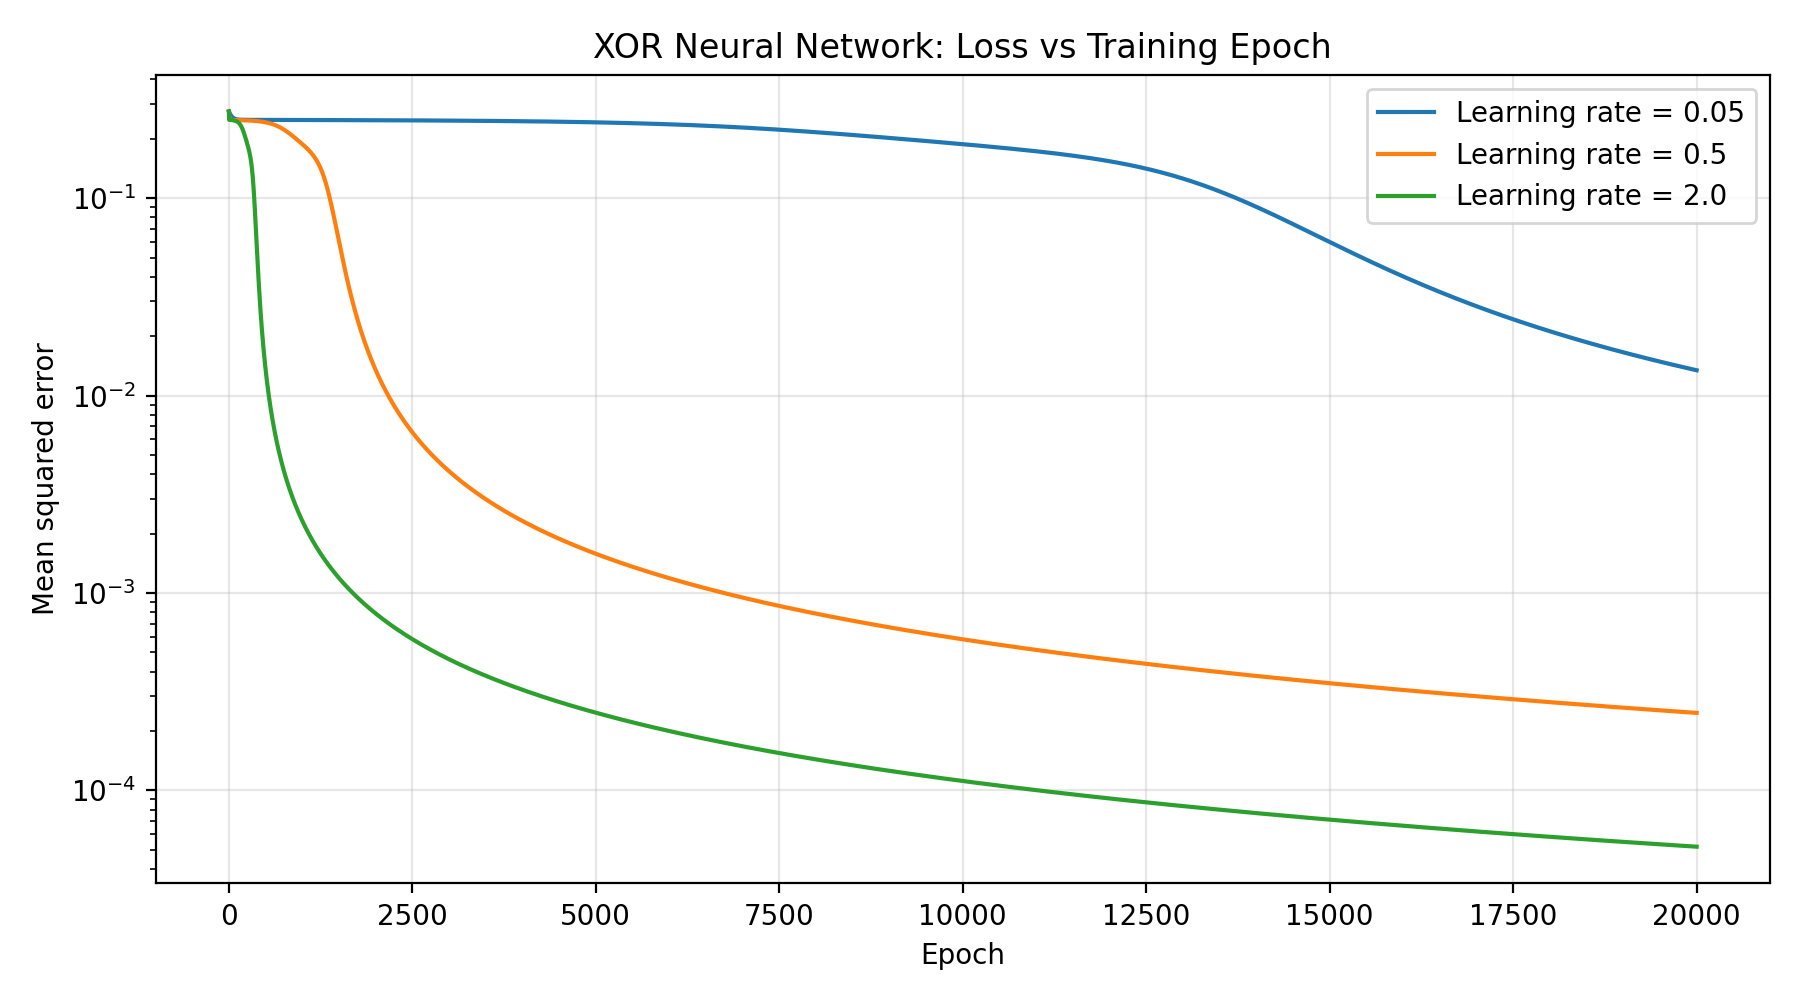 XOR Neural Network: Loss vs Training Epoch
Learning rate = 0.05
Learning rate = 0.5
Learning rate = 2.0
Mean squared error
10⁻¹
10⁻²
10⁻³
10⁻⁴
0 2500 5000 7500 10000 12500 15000 17500 20000
Epoch